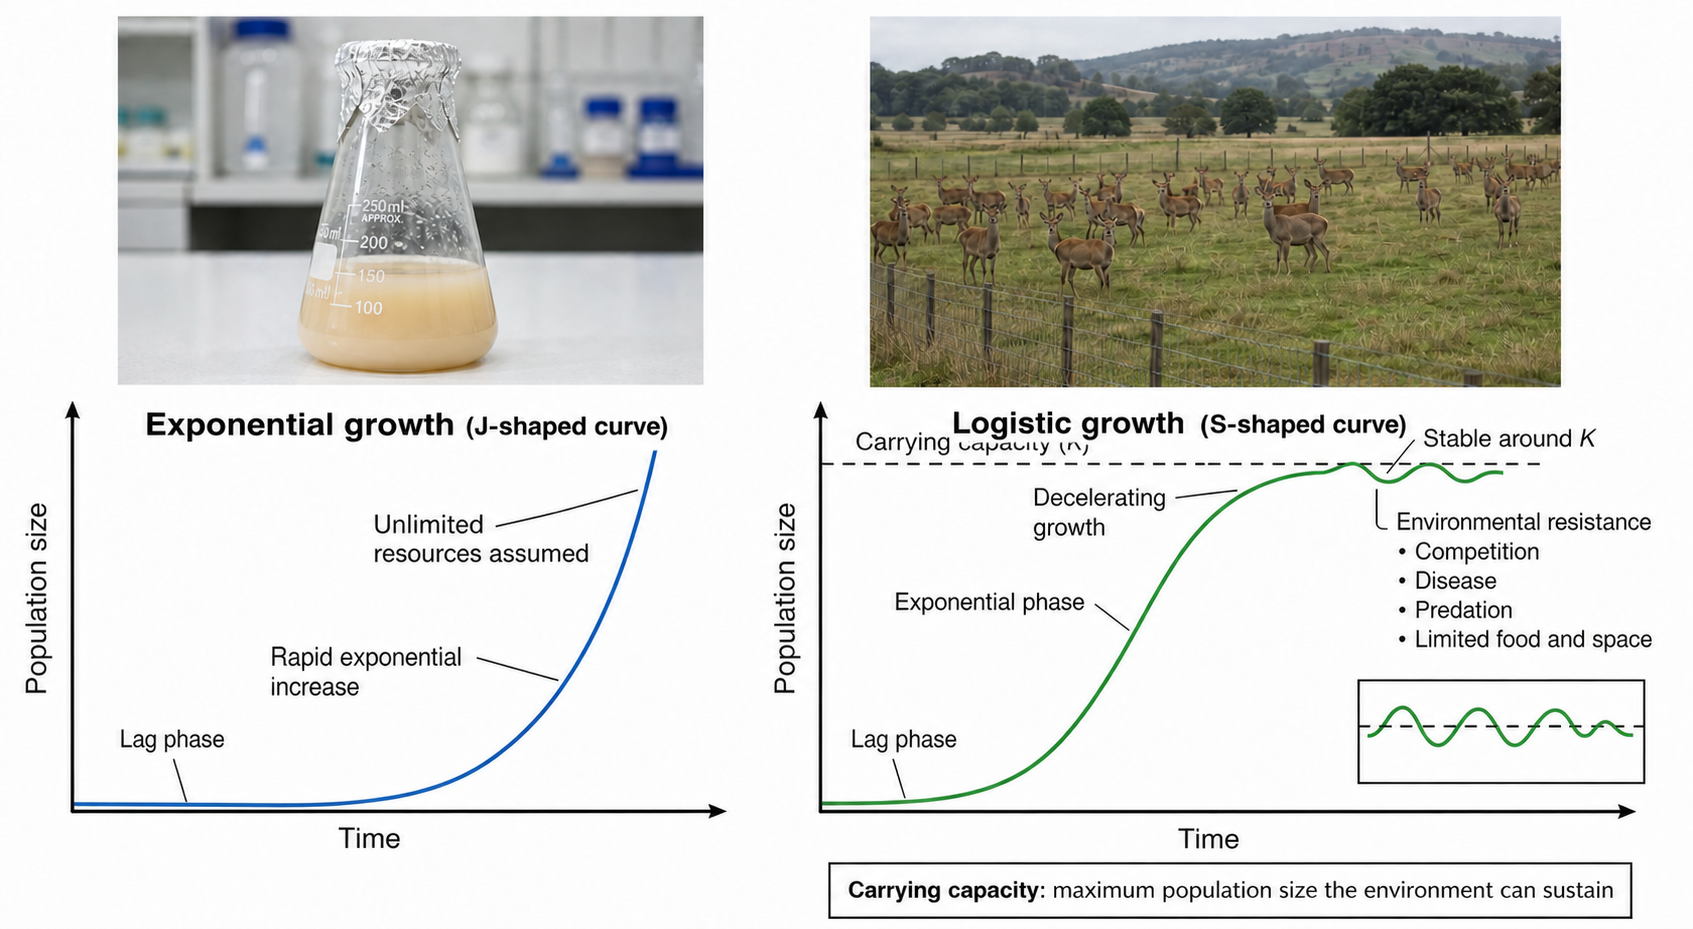 250ml
APPROX.
200
150
100
Exponential growth (J-shaped curve)
Population size
Unlimited
resources assumed
Rapid exponential
increase
Lag phase
Time
Logistic growth (S-shaped curve)
Carrying capacity (K)
Stable around K
Population size
Decelerating
growth
Environmental resistance
• Competition
• Disease
• Predation
• Limited food and space
Exponential phase
Lag phase
Time
Carrying capacity: maximum population size the environment can sustain